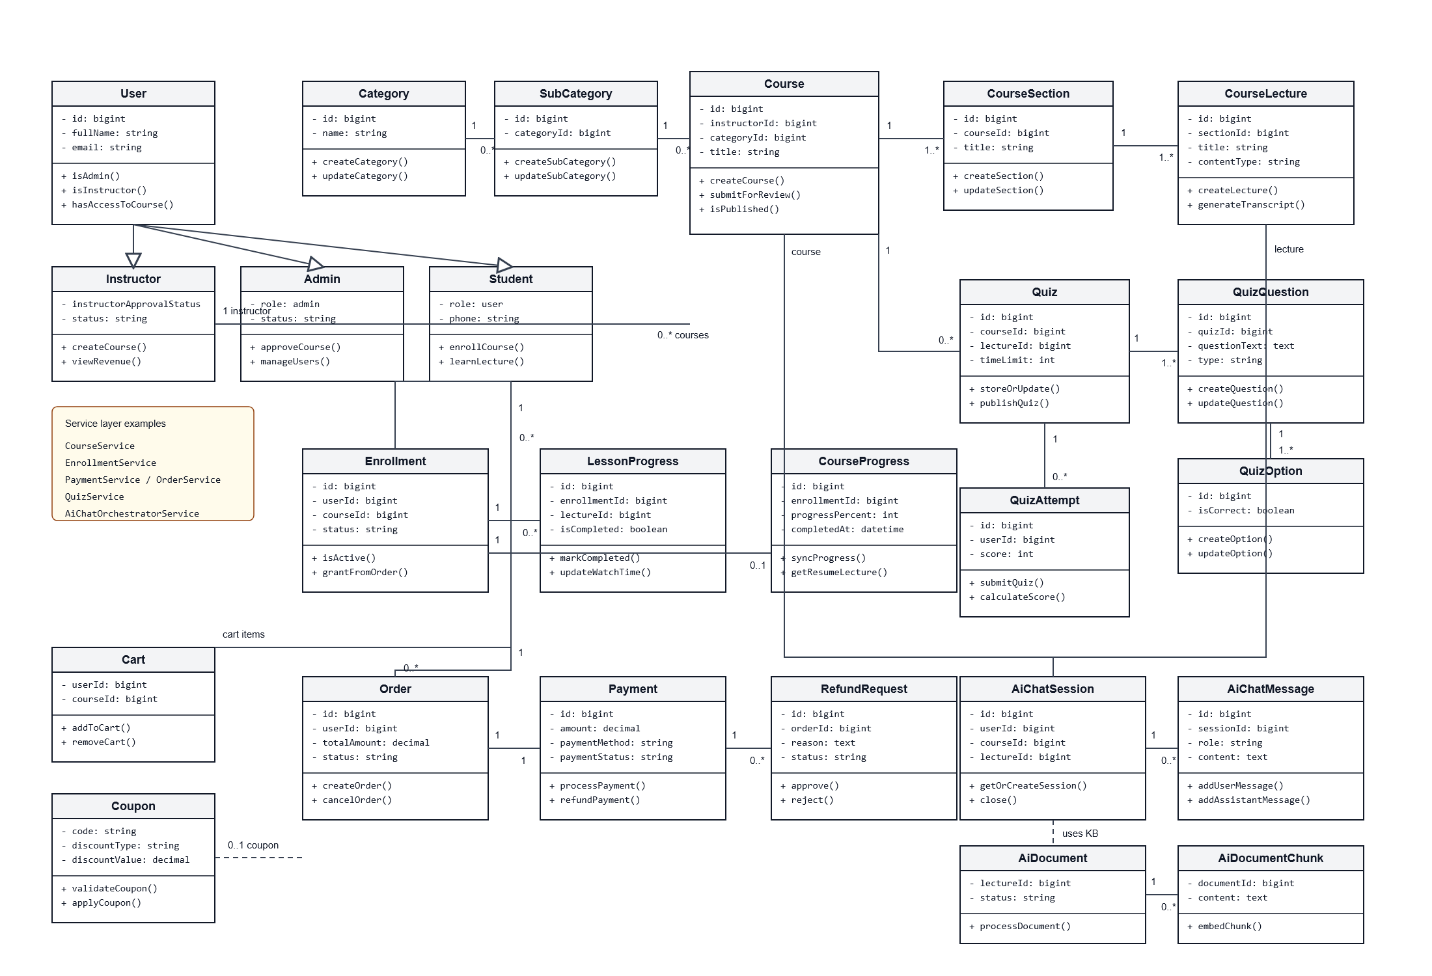 User
- id: bigint
- fullName: string
- email: string
+ isAdmin()
+ isInstructor()
+ hasAccessToCourse()
Category
- id: bigint
- name: string
+ createCategory()
+ updateCategory()
1
0..*
SubCategory
- id: bigint
- categoryId: bigint
+ createSubCategory()
+ updateSubCategory()
1
0..*
Course
- id: bigint
- instructorId: bigint
- categoryId: bigint
- title: string
+ createCourse()
+ submitForReview()
+ isPublished()
1
1..*
CourseSection
- id: bigint
- courseId: bigint
- title: string
+ createSection()
+ updateSection()
1
1..*
CourseLecture
- id: bigint
- sectionId: bigint
- title: string
- contentType: string
+ createLecture()
+ generateTranscript()
course
1
lecture
Instructor
- instructorApprovalStatus
- status: string
+ createCourse()
+ viewRevenue()
1 instructor
Admin
- role: admin
- status: string
+ approveCourse()
+ manageUsers()
Student
- role: user
- phone: string
+ enrollCourse()
+ learnLecture()
0..* courses
0..*
Quiz
- id: bigint
- courseId: bigint
- lectureId: bigint
- timeLimit: int
+ storeOrUpdate()
+ publishQuiz()
1
1..*
QuizQuestion
- id: bigint
- quizId: bigint
- questionText: text
- type: string
+ createQuestion()
+ updateQuestion()
Service layer examples
CourseService
EnrollmentService
PaymentService / OrderService
QuizService
AiChatOrchestratorService
1
0..*
Enrollment
- id: bigint
- userId: bigint
- courseId: bigint
- status: string
+ isActive()
+ grantFromOrder()
1
0..*
1
LessonProgress
- id: bigint
- enrollmentId: bigint
- lectureId: bigint
- isCompleted: boolean
+ markCompleted()
+ updateWatchTime()
0..1
CourseProgress
- id: bigint
- enrollmentId: bigint
- progressPercent: int
- completedAt: datetime
+ syncProgress()
+ getResumeLecture()
1
0..*
QuizAttempt
- id: bigint
- userId: bigint
- score: int
+ submitQuiz()
+ calculateScore()
1
1..*
QuizOption
- id: bigint
- isCorrect: boolean
+ createOption()
+ updateOption()
cart items
1
0..*
Cart
- userId: bigint
- courseId: bigint
+ addToCart()
+ removeCart()
Order
- id: bigint
- userId: bigint
- totalAmount: decimal
- status: string
+ createOrder()
+ cancelOrder()
1
1
Payment
- id: bigint
- amount: decimal
- paymentMethod: string
- paymentStatus: string
+ processPayment()
+ refundPayment()
1
0..*
RefundRequest
- id: bigint
- orderId: bigint
- reason: text
- status: string
+ approve()
+ reject()
AiChatSession
- id: bigint
- userId: bigint
- courseId: bigint
- lectureId: bigint
+ getOrCreateSession()
+ close()
1
0..*
AiChatMessage
- id: bigint
- sessionId: bigint
- role: string
- content: text
+ addUserMessage()
+ addAssistantMessage()
Coupon
- code: string
- discountType: string
- discountValue: decimal
+ validateCoupon()
+ applyCoupon()
0..1 coupon
uses KB
AiDocument
- lectureId: bigint
- status: string
+ processDocument()
1
0..*
AiDocumentChunk
- documentId: bigint
- content: text
+ embedChunk()